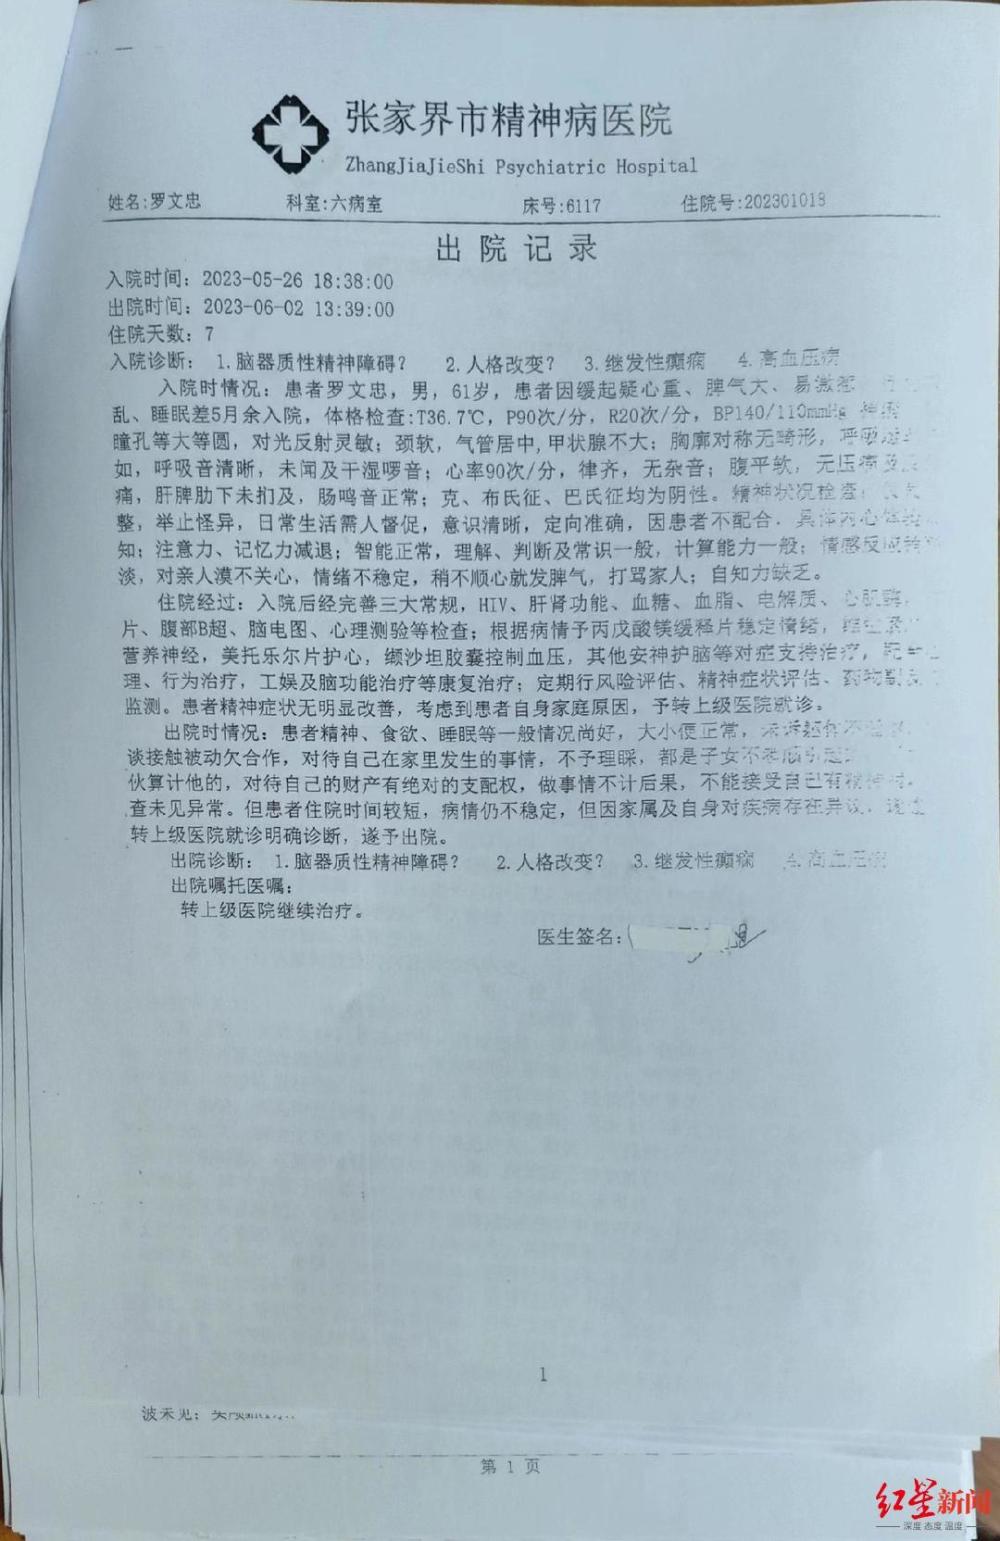 张家界市精神病医院
ZhangJiaJieShi Psychiatric Hospital
姓名:罗文忠 科室:六病室 床号:6117 住院号:202301018
出院记录
入院时间：2023-05-26 18:38:00
出院时间：2023-06-02 13:39:00
住院天数：7
入院诊断： 1.脑器质性精神障碍？ 2.人格改变？ 3.继发性癫痫 4.高血压病
入院时情况：患者罗文忠，男，61岁，患者因缓起疑心重、脾气大、易激惹
乱、睡眠差5月余入院，体格检查:T36.7℃，P90次/分，R20次/分，BP140/110mmHg
瞳孔等大等圆，对光反射灵敏；颈软，气管居中,甲状腺不大；胸廓对称无畸形，呼吸
如，呼吸音清晰，未闻及干湿啰音；心率90次/分，律齐，无杂音；腹平软，无压痛及
痛，肝脾肋下未扪及，肠鸣音正常；克、布氏征、巴氏征均为阴性。精神状况检查：
整，举止怪异，日常生活需人督促，意识清晰，定向准确，因患者不配合，具体内心体验
知；注意力、记忆力减退；智能正常，理解、判断及常识一般，计算能力一般；情感反应
淡，对亲人漠不关心，情绪不稳定，稍不顺心就发脾气，打骂家人；自知力缺乏。
住院经过：入院后经完善三大常规，HIV、肝肾功能、血糖、血脂、电解质、心肌酶、
片、腹部B超、脑电图、心理测验等检查；根据病情予丙戊酸镁缓释片稳定情绪，
营养神经，美托乐尔片护心，缬沙坦胶囊控制血压，其他安神护脑等对症支持治疗，
理、行为治疗，工娱及脑功能治疗等康复治疗；定期行风险评估、精神症状评估、药物
监测。患者精神症状无明显改善，考虑到患者自身家庭原因，予转上级医院就诊。
出院时情况：患者精神、食欲、睡眠等一般情况尚好，大小便正常，未诉
谈接触被动欠合作，对待自己在家里发生的事情，不予理睬，都是子女不孝
伙算计他的，对待自己的财产有绝对的支配权，做事情不计后果，不能接受自己有精神
查未见异常。但患者住院时间较短，病情仍不稳定，但因家属及自身对疾病存在异议，
转上级医院就诊明确诊断，遂予出院。
出院诊断： 1.脑器质性精神障碍？ 2.人格改变？ 3.继发性癫痫 4.高血压病
出院嘱托医嘱：
转上级医院继续治疗。
医生签名：
1
波未见；
第 1 页
红星新闻
深度 态度 温度